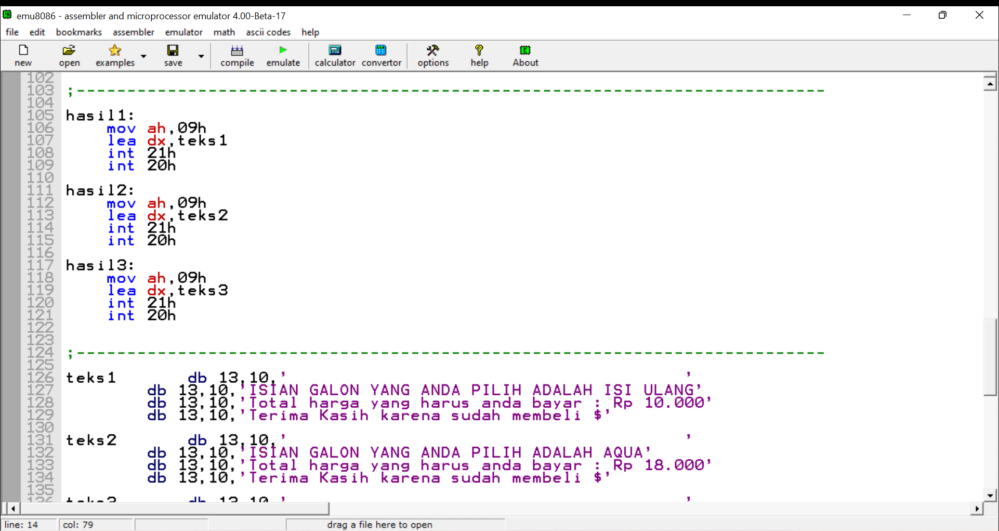 emu8086 - assembler and microprocessor emulator 4.00-Beta-17
file edit bookmarks assembler emulator math ascii codes help
new open examples save compile emulate calculator convertor options help About
102
103 ;--------------------------------------------------------------------------
104
105 hasil1:
106 mov ah,09h
107 lea dx,teks1
108 int 21h
109 int 20h
110
111 hasil2:
112 mov ah,09h
113 lea dx,teks2
114 int 21h
115 int 20h
116
117 hasil3:
118 mov ah,09h
119 lea dx,teks3
120 int 21h
121 int 20h
122
123
124 ;--------------------------------------------------------------------------
125
126 teks1 db 13,10,' '
127 db 13,10,'ISIAN GALON YANG ANDA PILIH ADALAH ISI ULANG'
128 db 13,10,'Total harga yang harus anda bayar : Rp 10.000'
129 db 13,10,'Terima Kasih karena sudah membeli $'
130
131 teks2 db 13,10,' '
132 db 13,10,'ISIAN GALON YANG ANDA PILIH ADALAH AQUA'
133 db 13,10,'Total harga yang harus anda bayar : Rp 18.000'
134 db 13,10,'Terima Kasih karena sudah membeli $'
135
136 teks3 db 13,10,' '
line: 14 col: 79 drag a file here to open